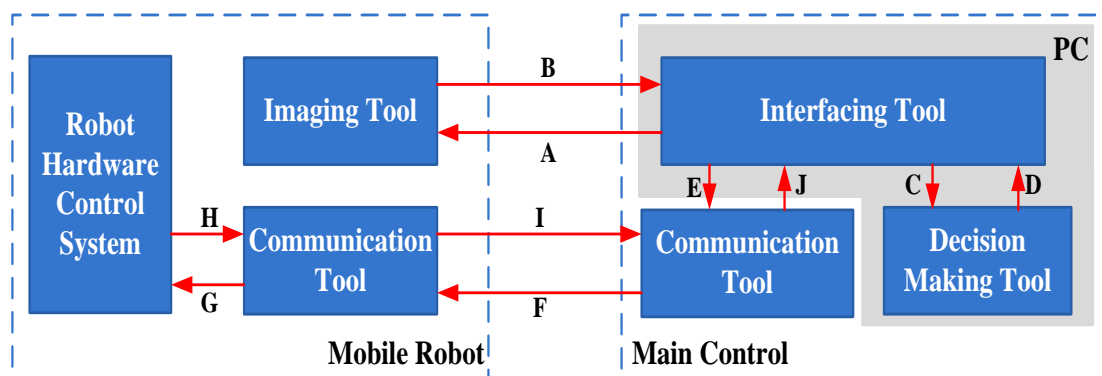 PC
B
Imaging Tool
Interfacing Tool
A
Robot
Hardware
Control
System
E
J
C
D
H
Communication
Tool
I
Communication
Tool
Decision
Making Tool
G
F
Mobile Robot
Main Control